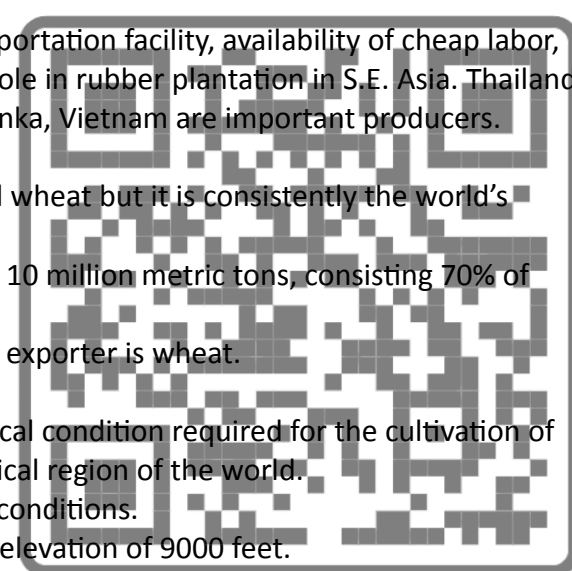 portation facility, availability of cheap labor,
ole in rubber plantation in S.E. Asia. Thailand
nka, Vietnam are important producers.
wheat but it is consistently the world's
10 million metric tons, consisting 70% of
exporter is wheat.
cal condition required for the cultivation of
ical region of the world.
conditions.
elevation of 9000 feet.